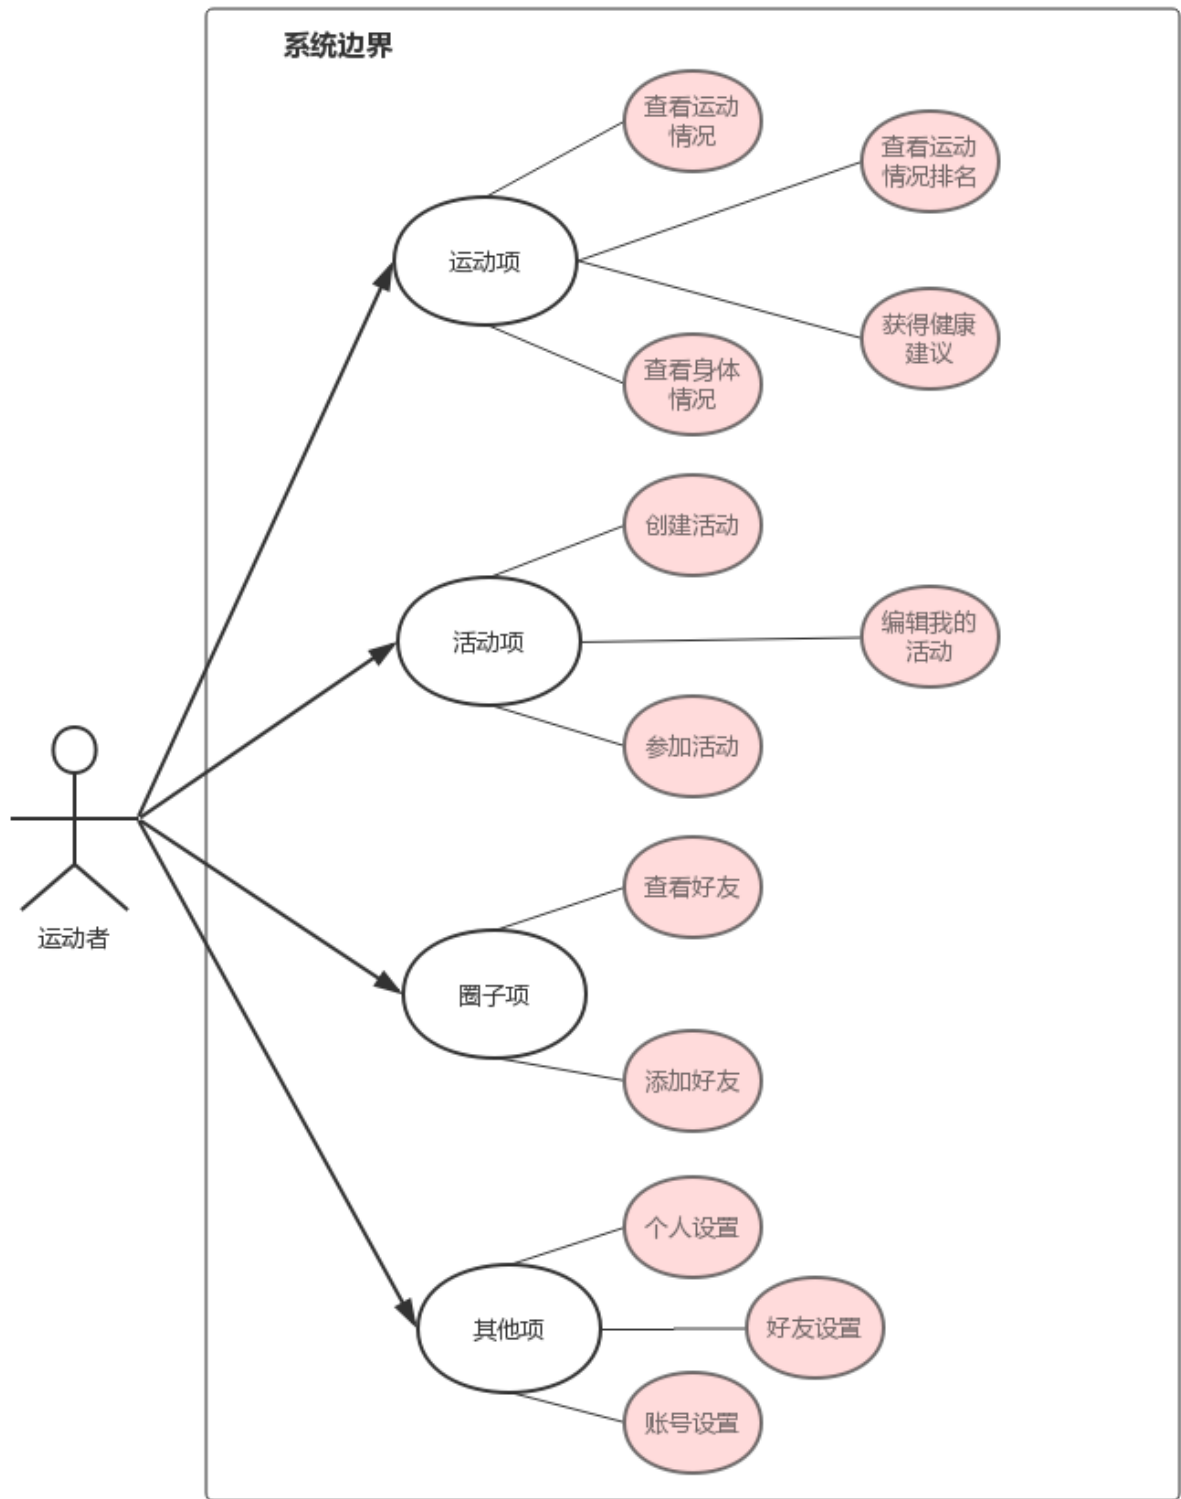 系统边界
查看运动
情况
查看运动
情况排名
运动项
获得健康
建议
查看身体
情况
创建活动
编辑我的
活动
活动项
参加活动
查看好友
运动者
圈子项
添加好友
个人设置
好友设置
其他项
账号设置